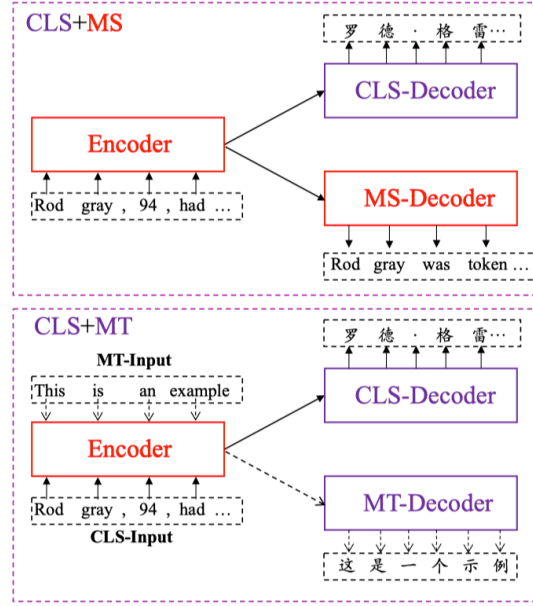 CLS+MS
罗 德 · 格 雷…
CLS-Decoder
Encoder
Rod gray , 94 , had …
MS-Decoder
Rod gray was token …
CLS+MT
MT-Input
This is an example
罗 德 · 格 雷…
CLS-Decoder
Encoder
Rod gray , 94 , had …
CLS-Input
MT-Decoder
这 是 一 个 示 例